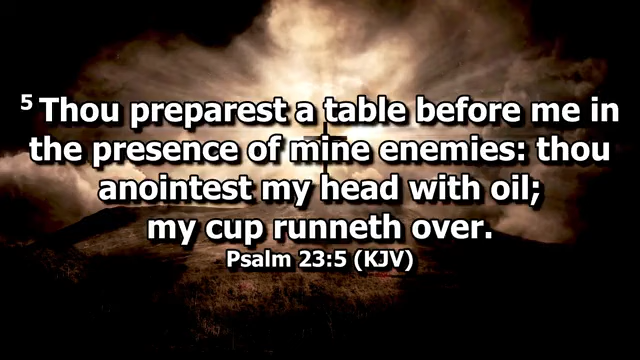 5 Thou preparest a table before me in
the presence of mine enemies: thou
anointest my head with oil;
my cup runneth over.
Psalm 23:5 (KJV)